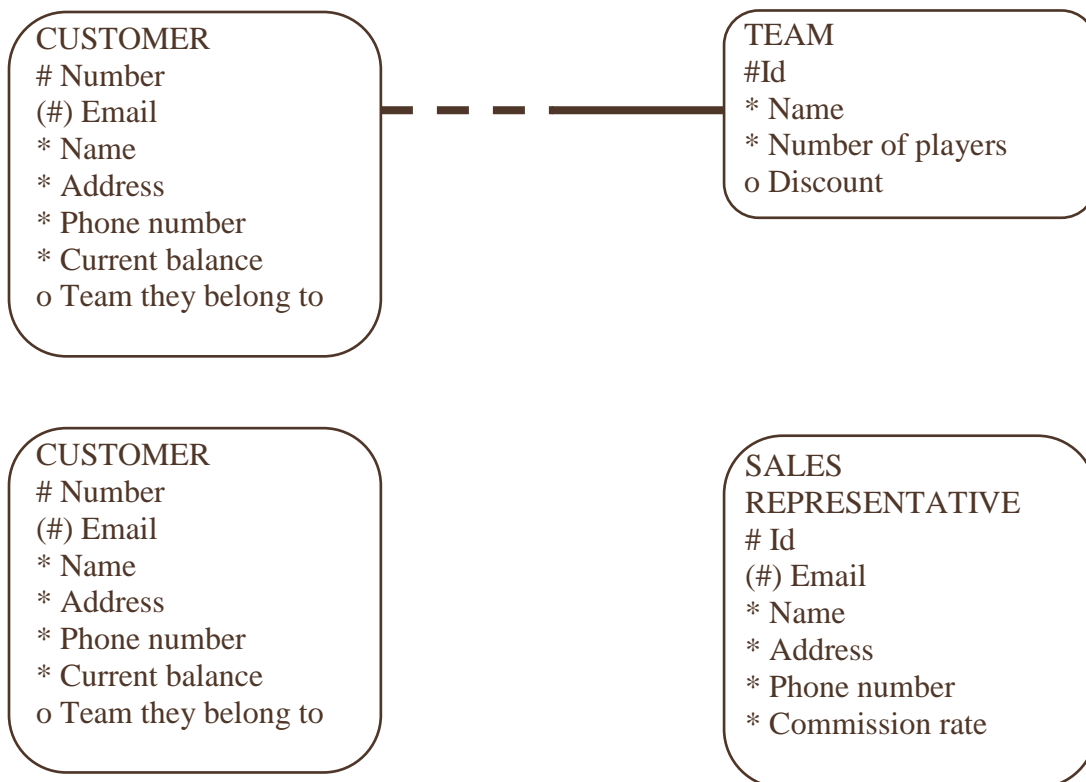 CUSTOMER
# Number
(#) Email
* Name
* Address
* Phone number
* Current balance
o Team they belong to
TEAM
#Id
* Name
* Number of players
o Discount
CUSTOMER
# Number
(#) Email
* Name
* Address
* Phone number
* Current balance
o Team they belong to
SALES
REPRESENTATIVE
# Id
(#) Email
* Name
* Address
* Phone number
* Commission rate